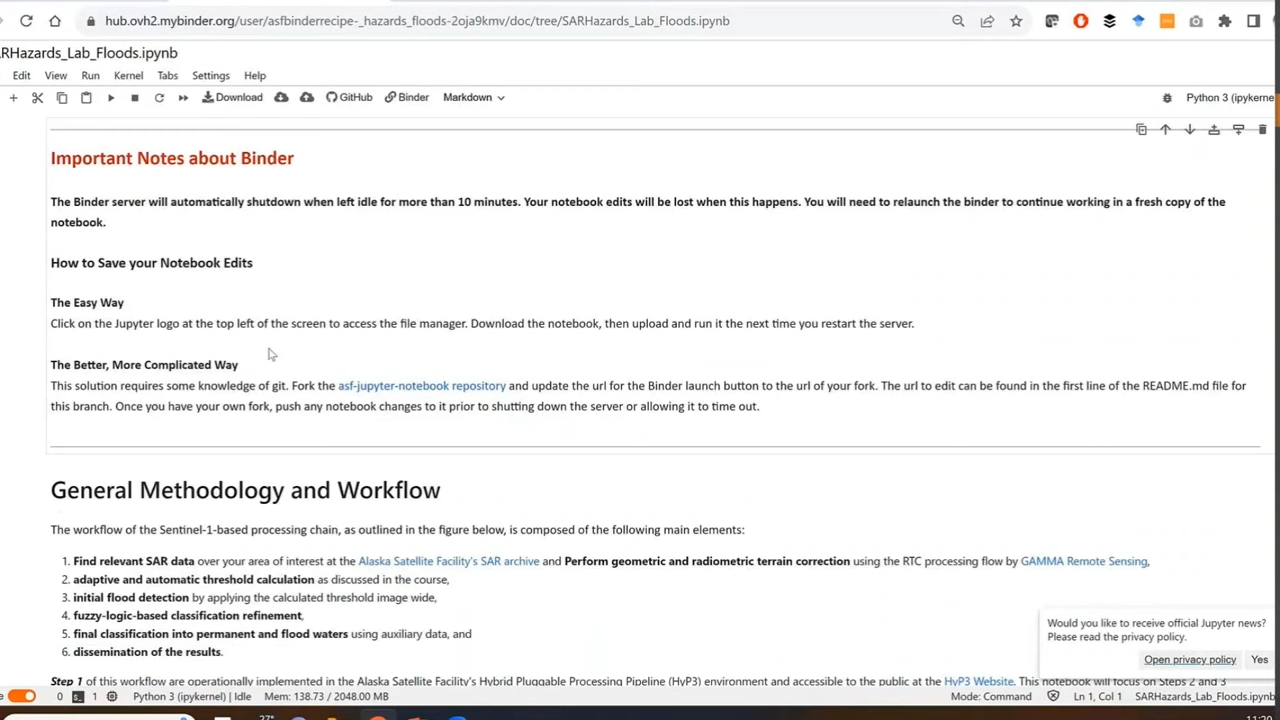 hub.ovh2.mybinder.org/user/asfbinderrecipe-_hazards_floods-2oja9kmv/doc/tree/SARHazards_Lab_Floods.ipynb
RHazards_Lab_Floods.ipynb
Edit View Run Kernel Tabs Settings Help
Download GitHub Binder Markdown Python 3 (ipykerne
Important Notes about Binder
The Binder server will automatically shutdown when left idle for more than 10 minutes. Your notebook edits will be lost when this happens. You will need to relaunch the binder to continue working in a fresh copy of the
notebook.
How to Save your Notebook Edits
The Easy Way
Click on the Jupyter logo at the top left of the screen to access the file manager. Download the notebook, then upload and run it the next time you restart the server.
The Better, More Complicated Way
This solution requires some knowledge of git. Fork the asf-jupyter-notebook repository and update the url for the Binder launch button to the url of your fork. The url to edit can be found in the first line of the README.md file for
this branch. Once you have your own fork, push any notebook changes to it prior to shutting down the server or allowing it to time out.
General Methodology and Workflow
The workflow of the Sentinel-1-based processing chain, as outlined in the figure below, is composed of the following main elements:
1. Find relevant SAR data over your area of interest at the Alaska Satellite Facility's SAR archive and Perform geometric and radiometric terrain correction using the RTC processing flow by GAMMA Remote Sensing,
2. adaptive and automatic threshold calculation as discussed in the course,
3. initial flood detection by applying the calculated threshold image wide,
4. fuzzy-logic-based classification refinement,
5. final classification into permanent and flood waters using auxiliary data, and
6. dissemination of the results.
Would you like to receive official Jupyter news?
Please read the privacy policy.
Open privacy policy Yes
Step 1 of this workflow are operationally implemented in the Alaska Satellite Facility's Hybrid Pluggable Processing Pipeline (HyP3) environment and accessible to the public at the HyP3 Website. This notebook will focus on Steps 2 and 3
0 1 Python 3 (ipykernel) | Idle Mem: 138.73 / 2048.00 MB Mode: Command Ln 1, Col 1 SARHazards_Lab_Floods.ipynb
27°